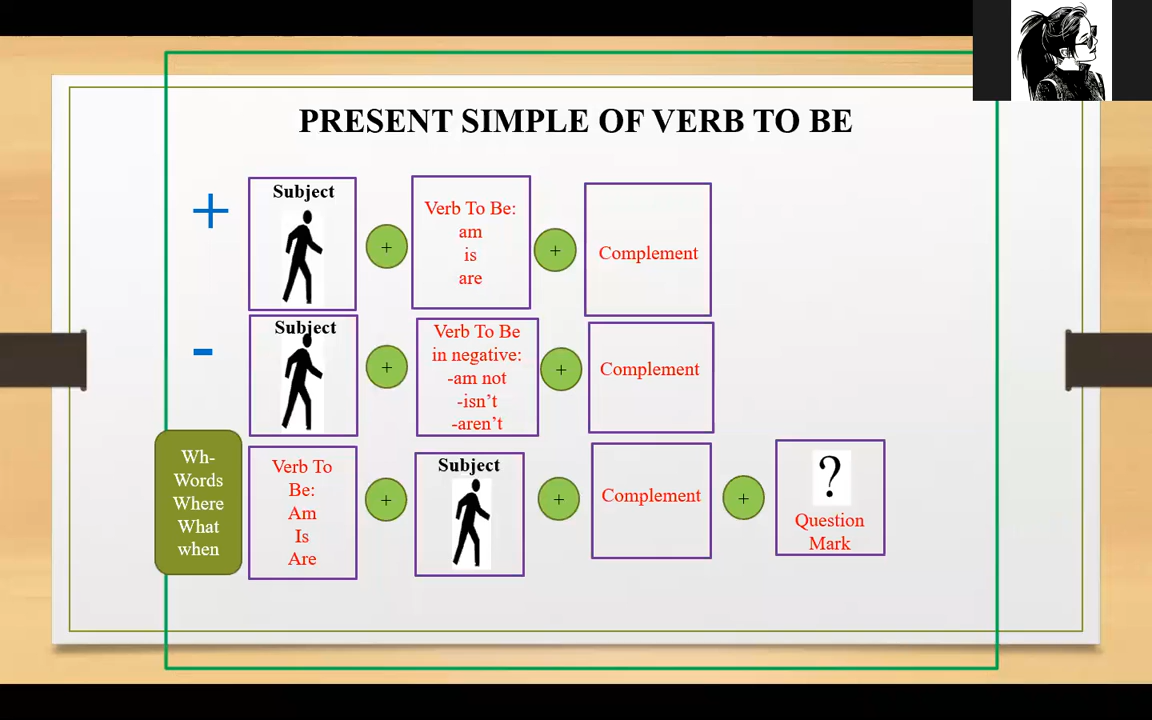 PRESENT SIMPLE OF VERB TO BE
+
Subject
+
Verb To Be:
am
is
are
+
Complement
-
Subject
+
Verb To Be
in negative:
-am not
-isn’t
-aren’t
+
Complement
Wh-
Words
Where
What
when
Verb To
Be:
Am
Is
Are
+
Subject
+
Complement
+
?
Question
Mark